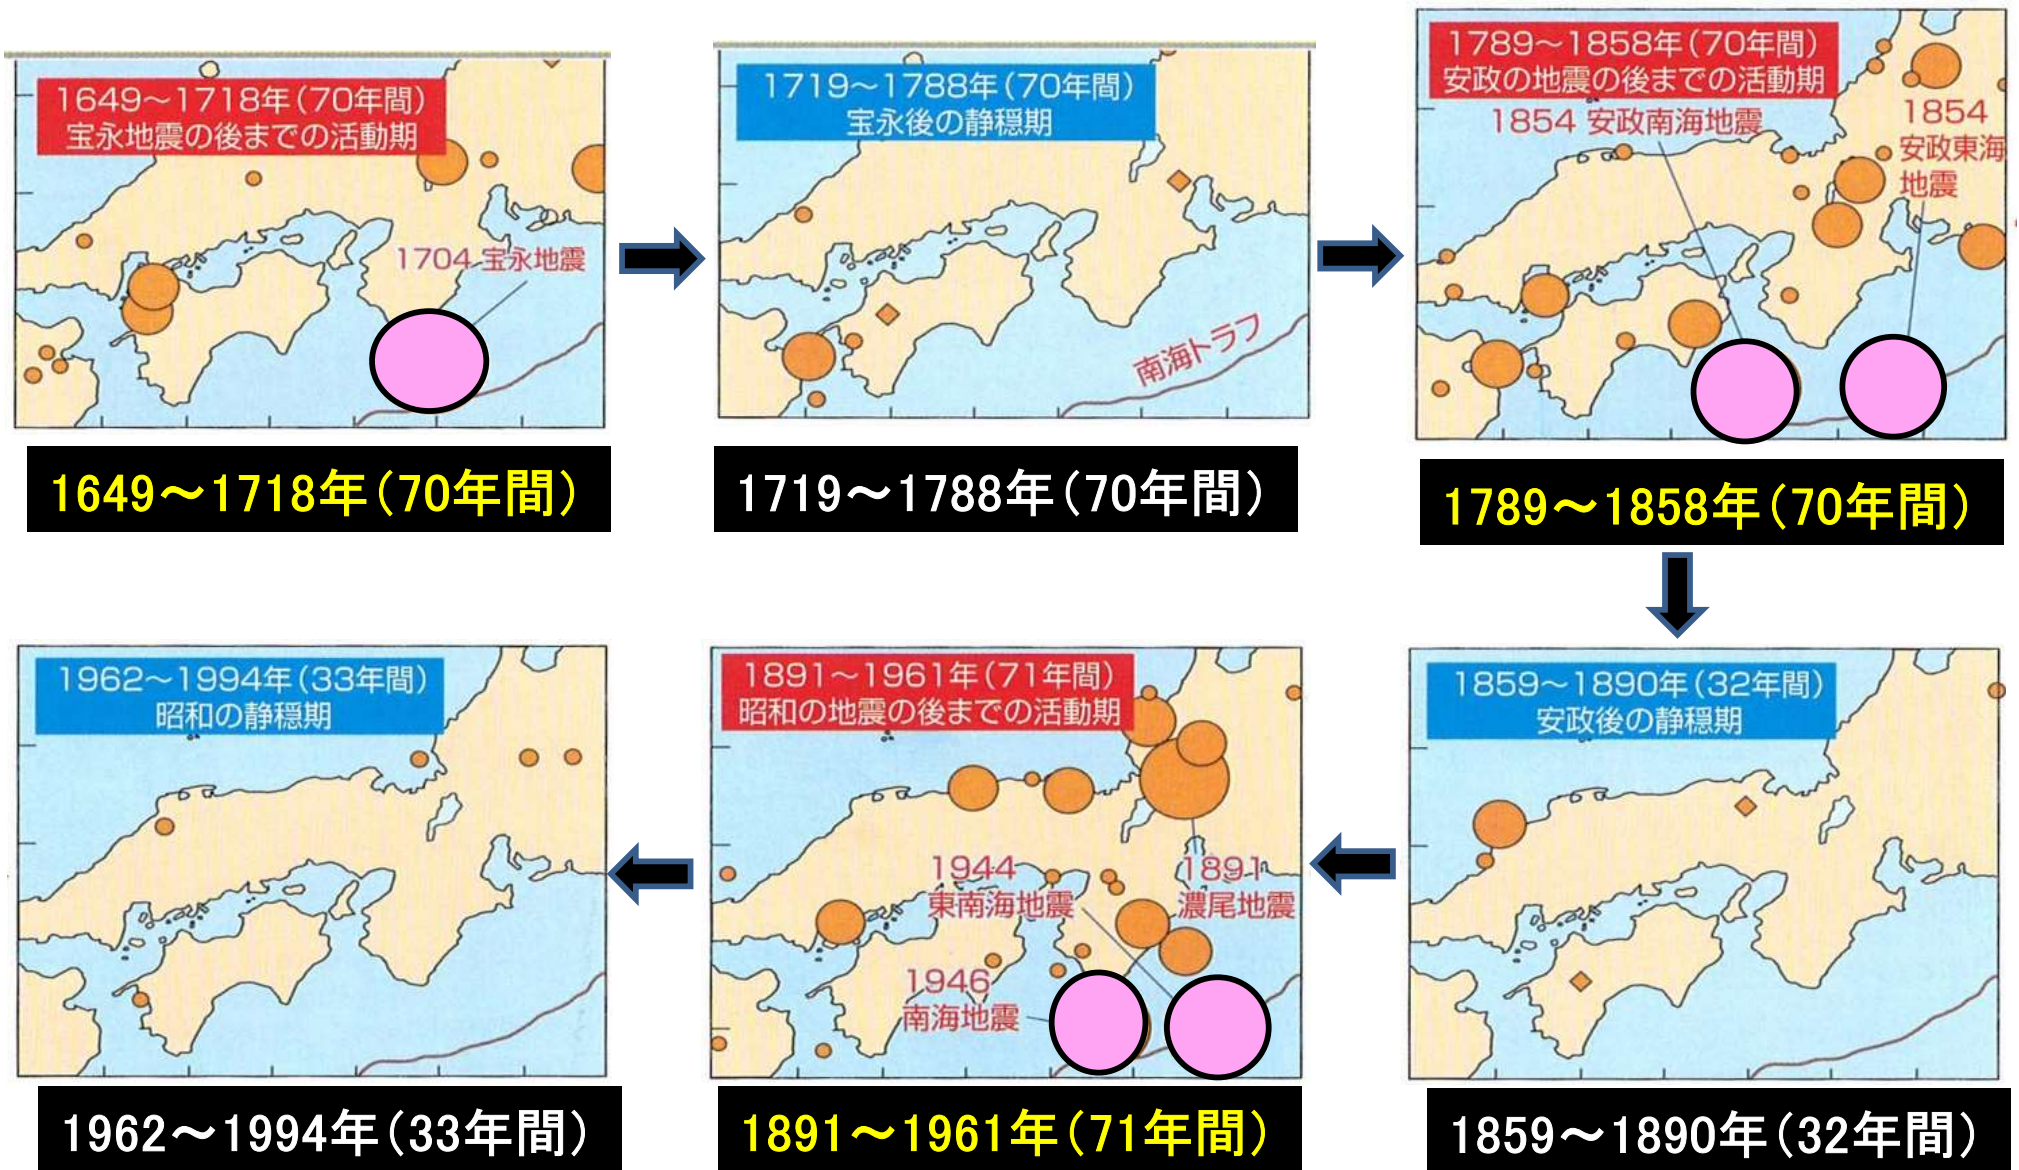 1649～1718年(70年間)
宝永地震の後までの活動期
1704 宝永地震
1649～1718年(70年間)
1719～1788年(70年間)
宝永後の静穏期
南海トラフ
1719～1788年(70年間)
1789～1858年(70年間)
安政の地震の後までの活動期
1854 安政南海地震
1854
安政東海
地震
1789～1858年(70年間)
1962～1994年(33年間)
昭和の静穏期
1962～1994年(33年間)
1891～1961年(71年間)
昭和の地震の後までの活動期
1944
東南海地震
1891
濃尾地震
1946
南海地震
1891～1961年(71年間)
1859～1890年(32年間)
安政後の静穏期
1859～1890年(32年間)